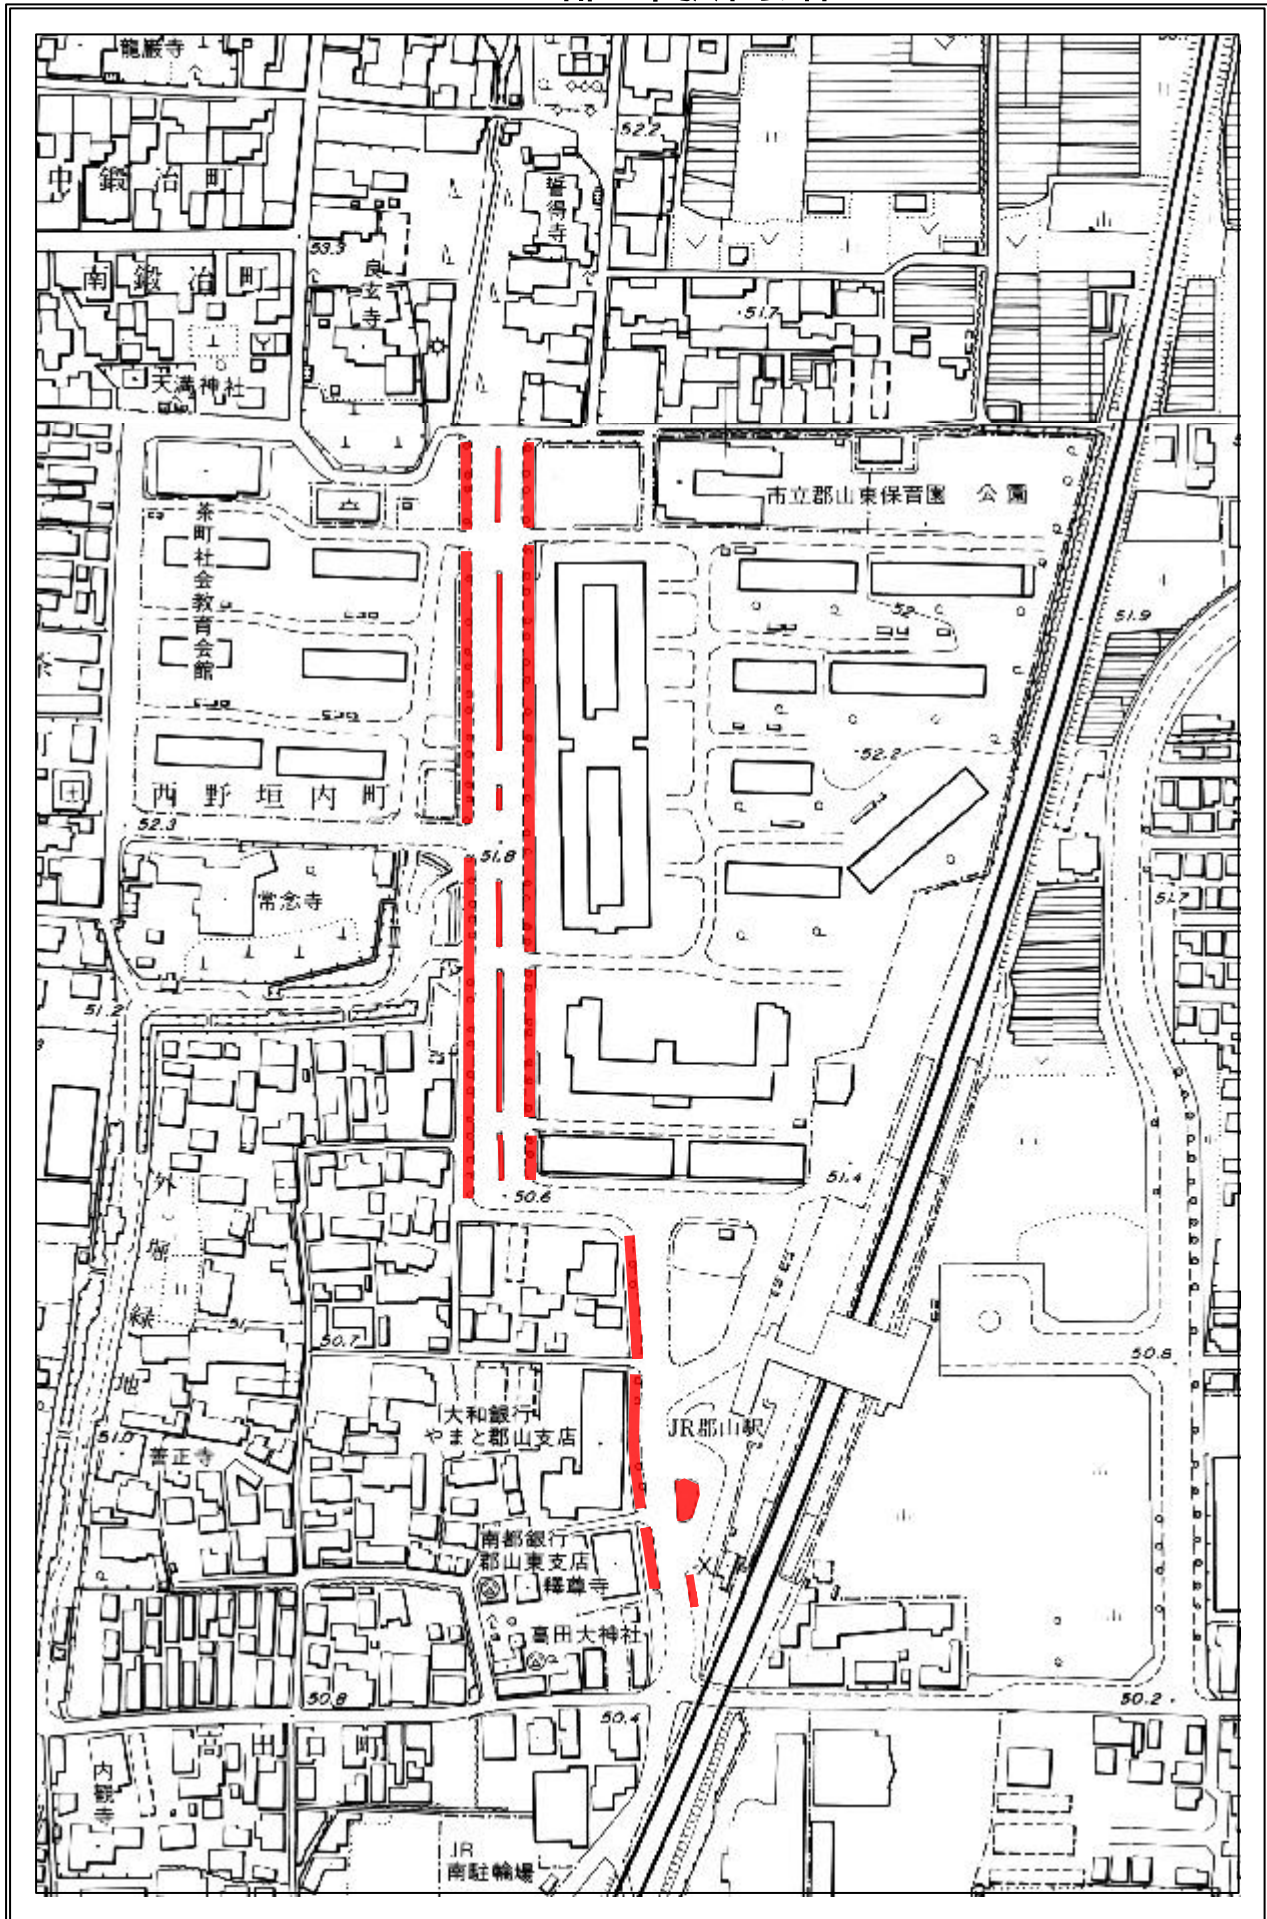 龍巌寺
52.2
中鍛冶町
誓得寺
53.3
南鍛冶町
良玄寺
51.7
天満神社
市立郡山東保育園 公園
茶町社会教育会館
52
51.9
52.2
西野垣内町
52.3
51.8
常念寺
51.7
51.2
51.4
50.6
外堀緑地
51
50.7
50.8
大和銀行
やまと郡山支店
JR郡山駅
51.0
善正寺
南都銀行
郡山東支店
釋尊寺
高田大神社
50.8
50.4
50.2
高田口町
内観寺
JR
南駐輪場